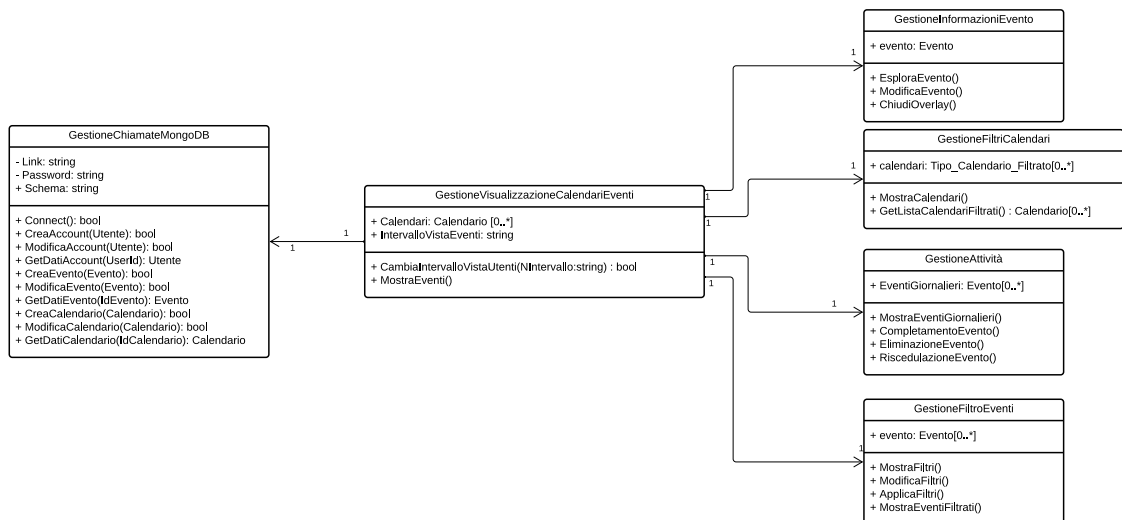 GestioneInformazioniEvento
+ evento: Evento
+ EsploraEvento()
+ ModificaEvento()
+ ChiudiOverlay()
GestioneChiamateMongoDB
- Link: string
- Password: string
+ Schema: string
+ Connect(): bool
+ CreaAccount(Utente): bool
+ ModificaAccount(Utente): bool
+ GetDatiAccount(UserId): Utente
+ CreaEvento(Evento): bool
+ ModificaEvento(Evento): bool
+ GetDatiEvento(IdEvento): Evento
+ CreaCalendario(Calendario): bool
+ ModificaCalendario(Calendario): bool
+ GetDatiCalendario(IdCalendario): Calendario
1
1
GestioneVisualizzazioneCalendariEventi
+ Calendari: Calendario [0..*]
+ IntervalloVistaEventi: string
+ CambiaIntervalloVistaUtenti(NIntervallo:string) : bool
+ MostraEventi()
1
1
1
1
1
1
1
1
GestioneFiltriCalendari
+ calendari: Tipo_Calendario_Filtrato[0..*]
+ MostraCalendari()
+ GetListaCalendariFiltrati() : Calendario[0..*]
GestioneAttività
+ EventiGiornalieri: Evento[0..*]
+ MostraEventiGiornalieri()
+ CompletamentoEvento()
+ EliminazioneEvento()
+ RiscedulazioneEvento()
GestioneFiltroEventi
+ evento: Evento[0..*]
+ MostraFiltri()
+ ModificaFiltri()
+ ApplicaFiltri()
+ MostraEventiFiltrati()